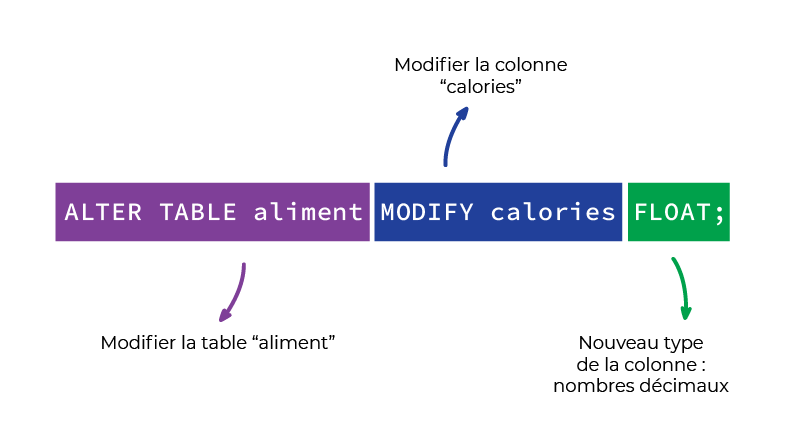 Modifier la colonne
“calories”
ALTER TABLE aliment MODIFY calories FLOAT;
Modifier la table “aliment”
Nouveau type
de la colonne :
nombres décimaux